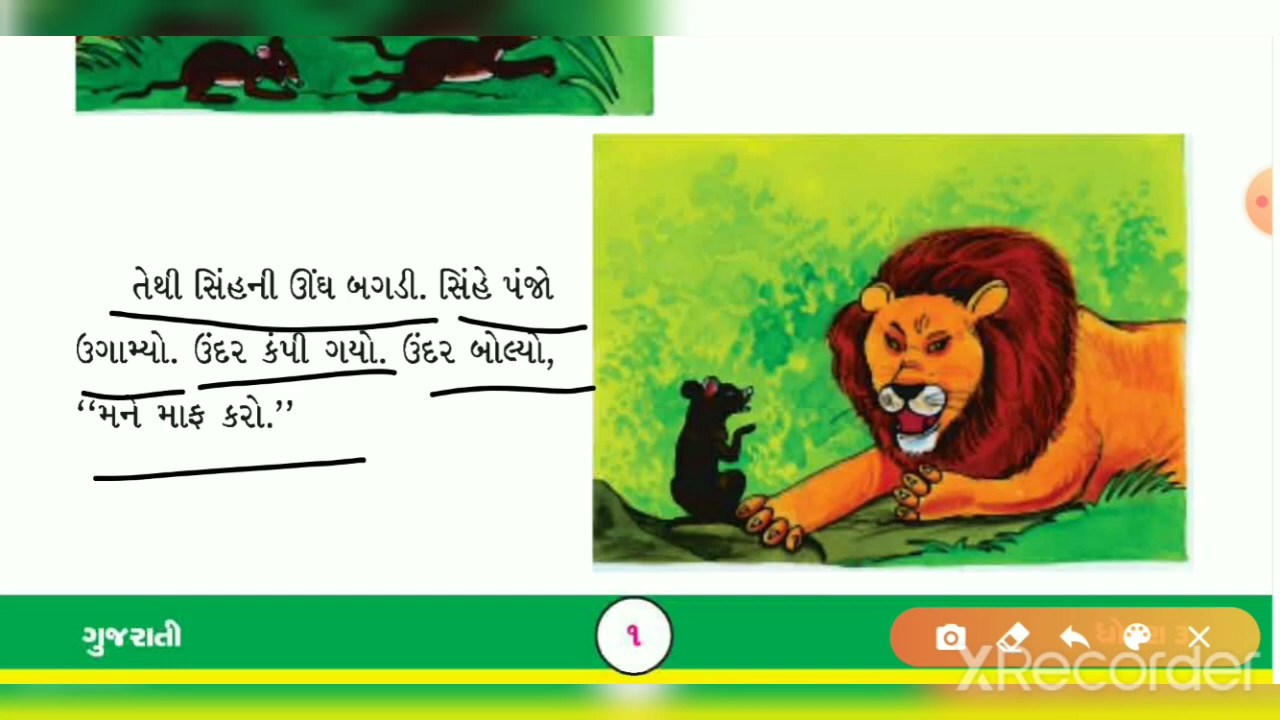 તેથી સિંહની ઊંઘ બગડી. સિંહે પંજો
ઉગામ્યો. ઉંદર કંપી ગયો. ઉંદર બોલ્યો,
“મને માફ કરો.”
ગુજરાતી
૧
XRecorder